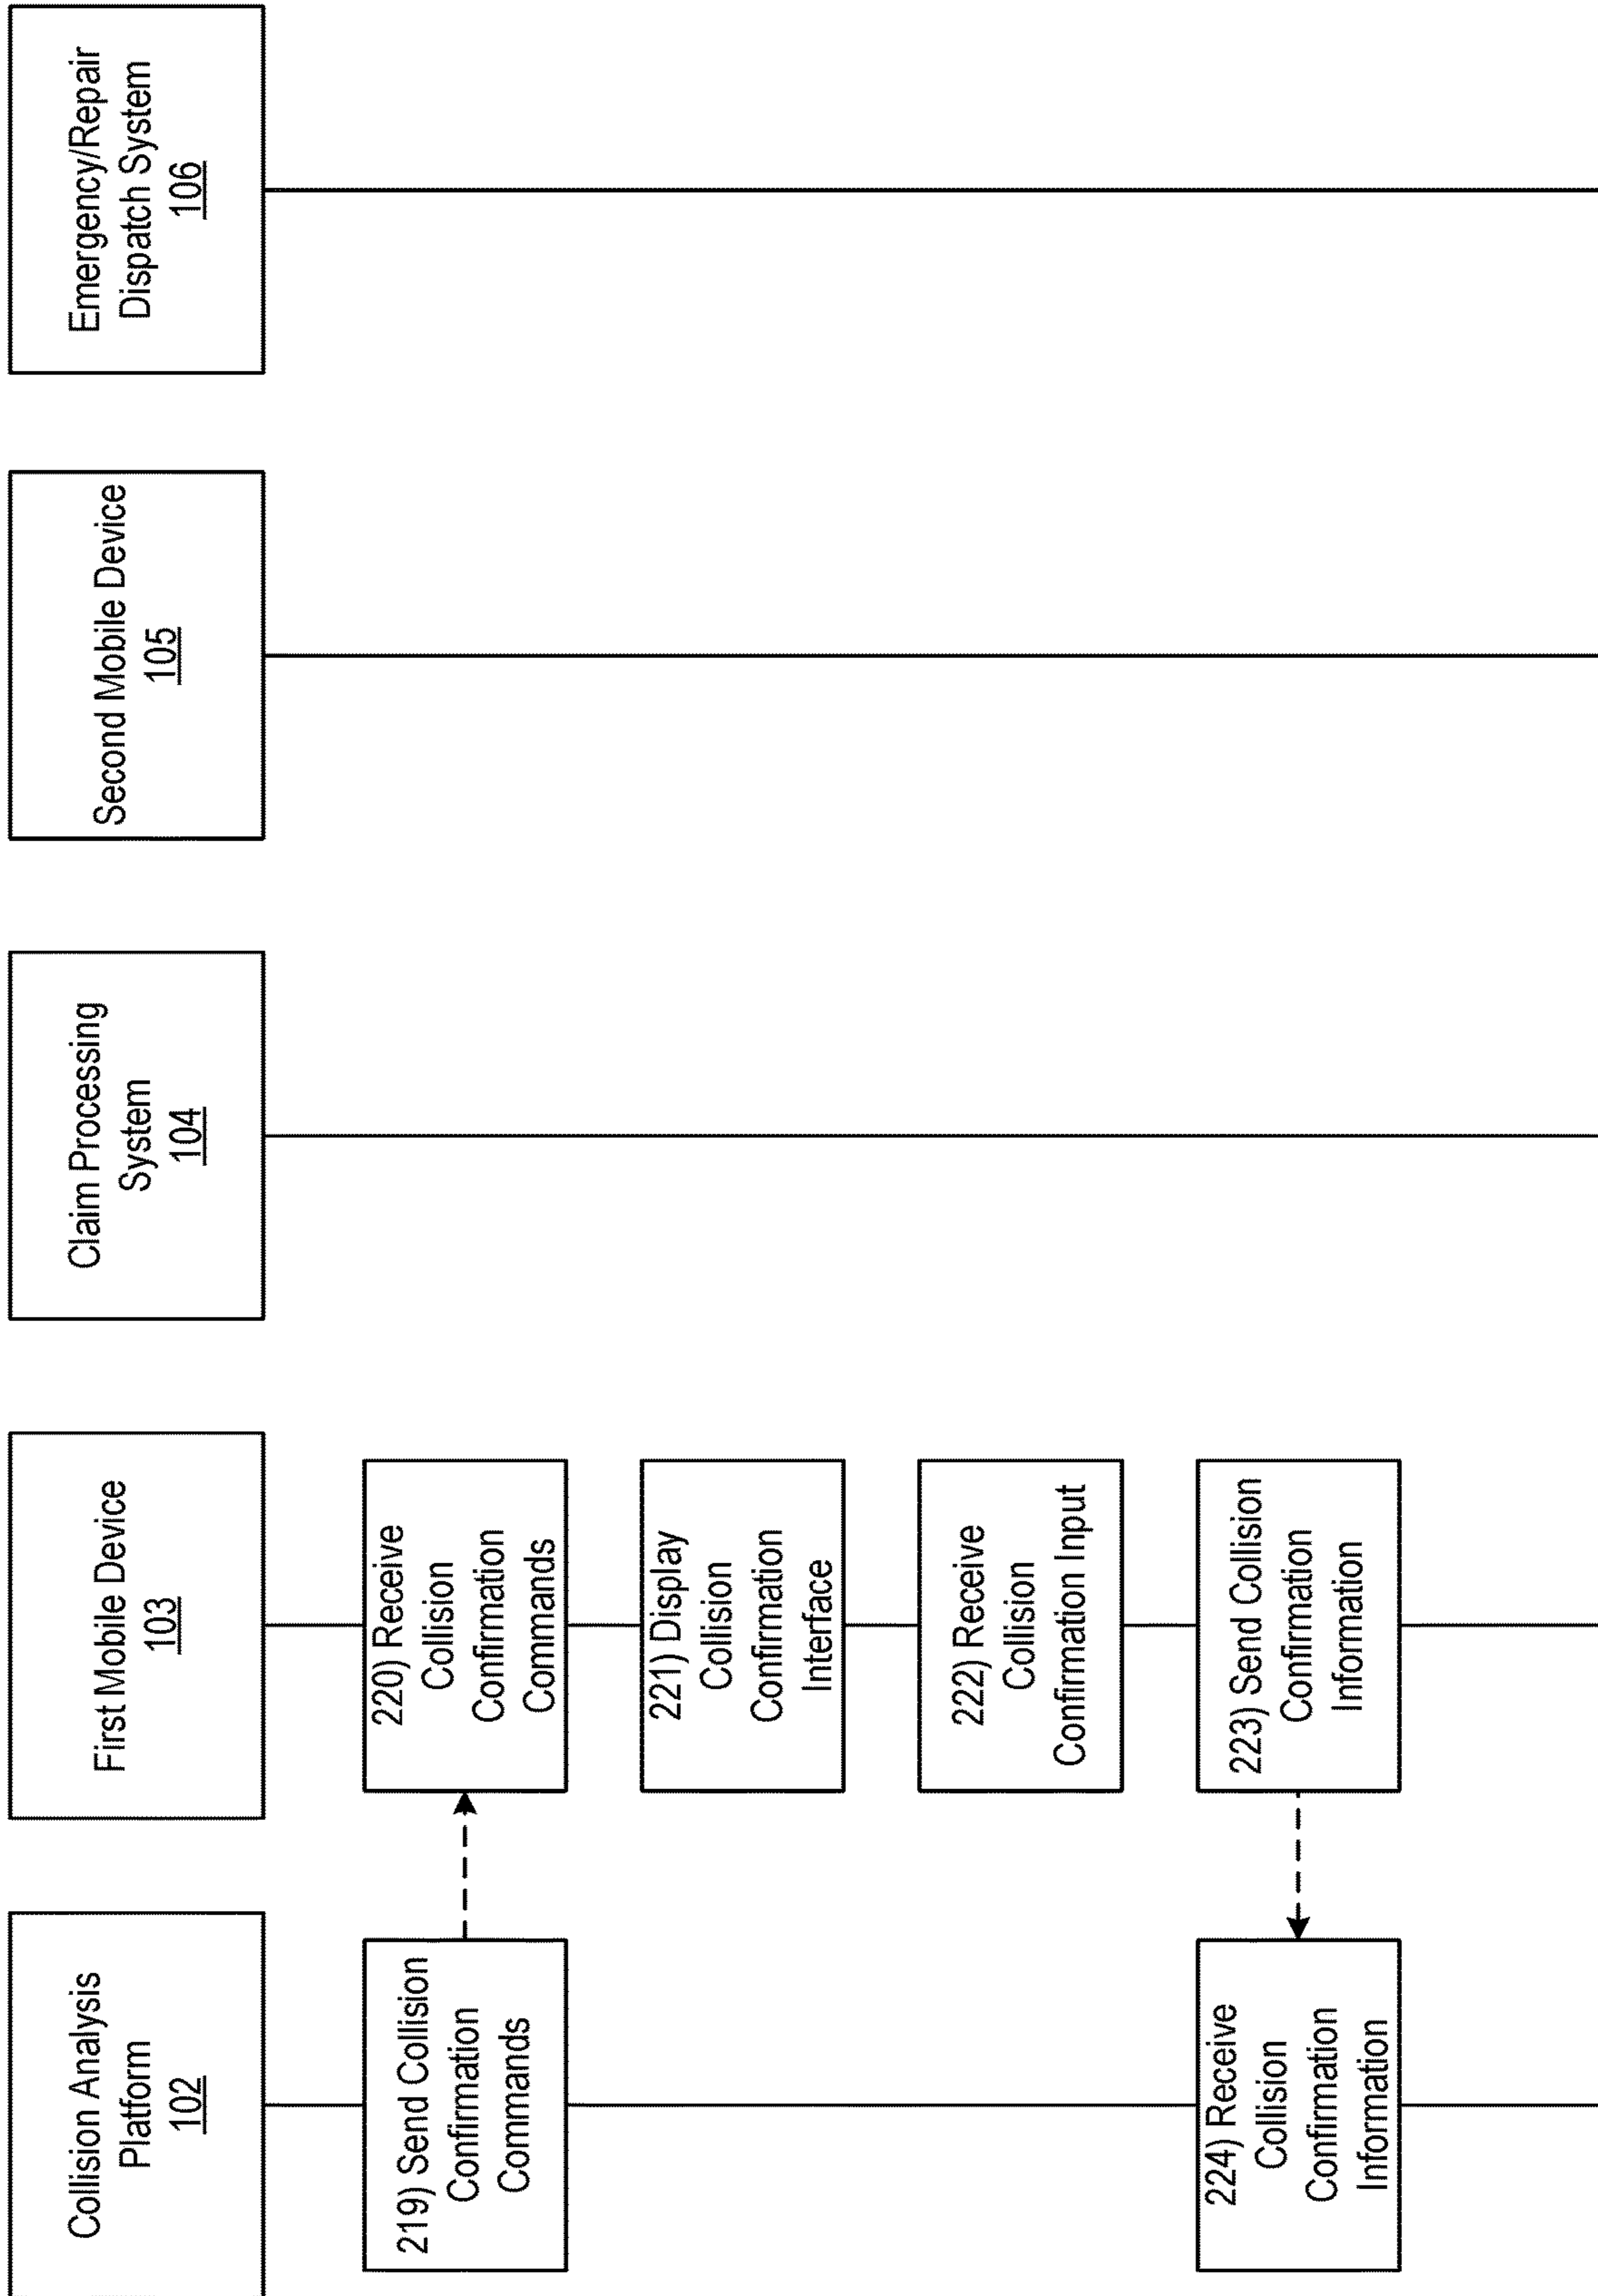 Collision Analysis
Platform
102
First Mobile Device
103
Claim Processing
System
104
Second Mobile Device
105
Emergency/Repair
Dispatch System
106
219) Send Collision
Confirmation
Commands
220) Receive
Collision
Confirmation
Commands
221) Display
Collision
Confirmation
Interface
222) Receive
Collision
Confirmation Input
223) Send Collision
Confirmation
Information
224) Receive
Collision
Confirmation
Information